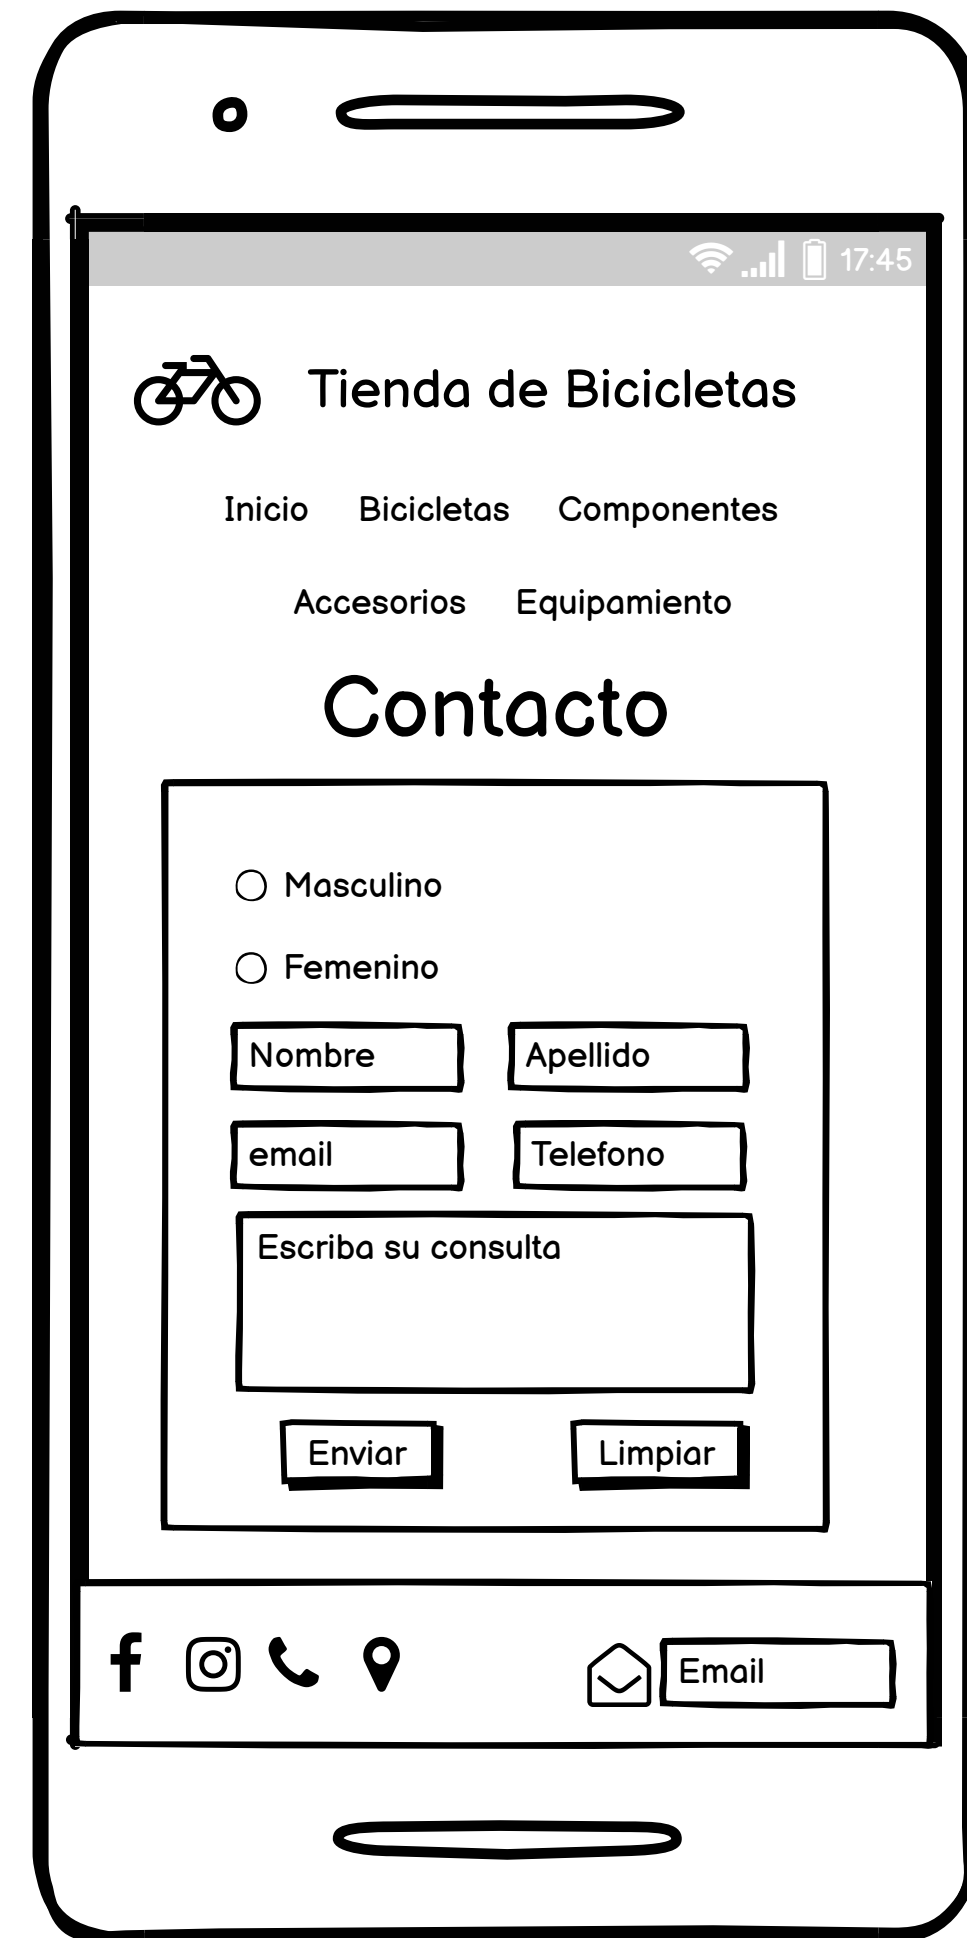 17:45
Tienda de Bicicletas
Inicio Bicicletas Componentes
Accesorios Equipamiento
Contacto
Masculino
Femenino
Nombre Apellido
email Telefono
Escriba su consulta
Enviar Limpiar
Email